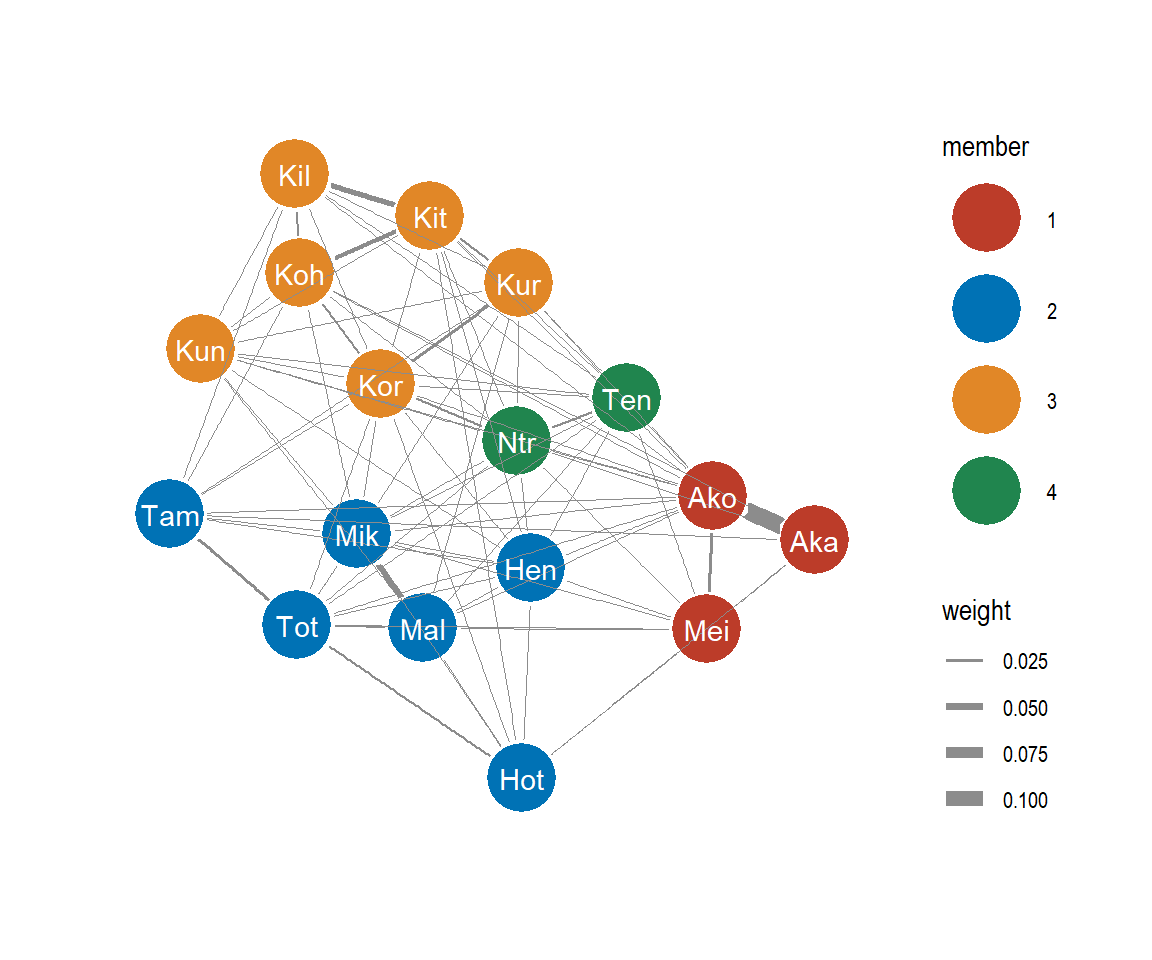 Kil
Kit
Koh
Kur
Kun
Kor
Ten
Ntr
Ako
Tam
Mik
Aka
Hen
Tot
Mal
Mei
Hot
member
1
2
3
4
weight
0.025
0.050
0.075
0.100